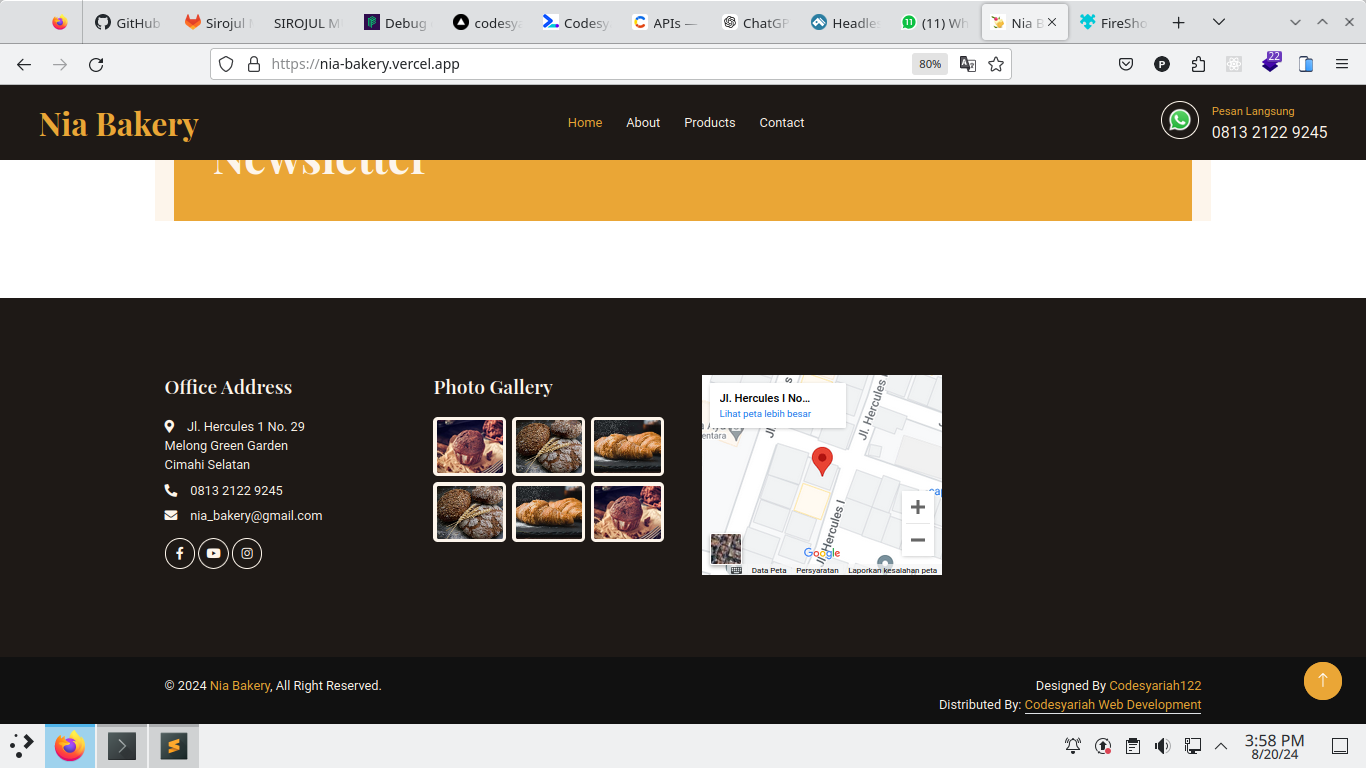 GitHub
Sirojul M
SIROJUL M
Debug
codesya
Codesy
APIs —
ChatGP
Headle
(11) Wh
Nia B
FireSho
80%
https://nia-bakery.vercel.app
22
Nia Bakery
Home
About
Products
Contact
Pesan Langsung
0813 2122 9245
Newsletter
Office Address
Jl. Hercules 1 No. 29
Melong Green Garden
Cimahi Selatan
0813 2122 9245
nia_bakery@gmail.com
Photo Gallery
Jl. Hercules I No...
Lihat peta lebih besar
Jl. Hercules I
entara
Jl. Hercules I
Google
Data Peta
Persyaratan
Laporkan kesalahan peta
© 2024 Nia Bakery, All Right Reserved.
Designed By Codesyariah122
Distributed By: Codesyariah Web Development
3:58 PM
8/20/24